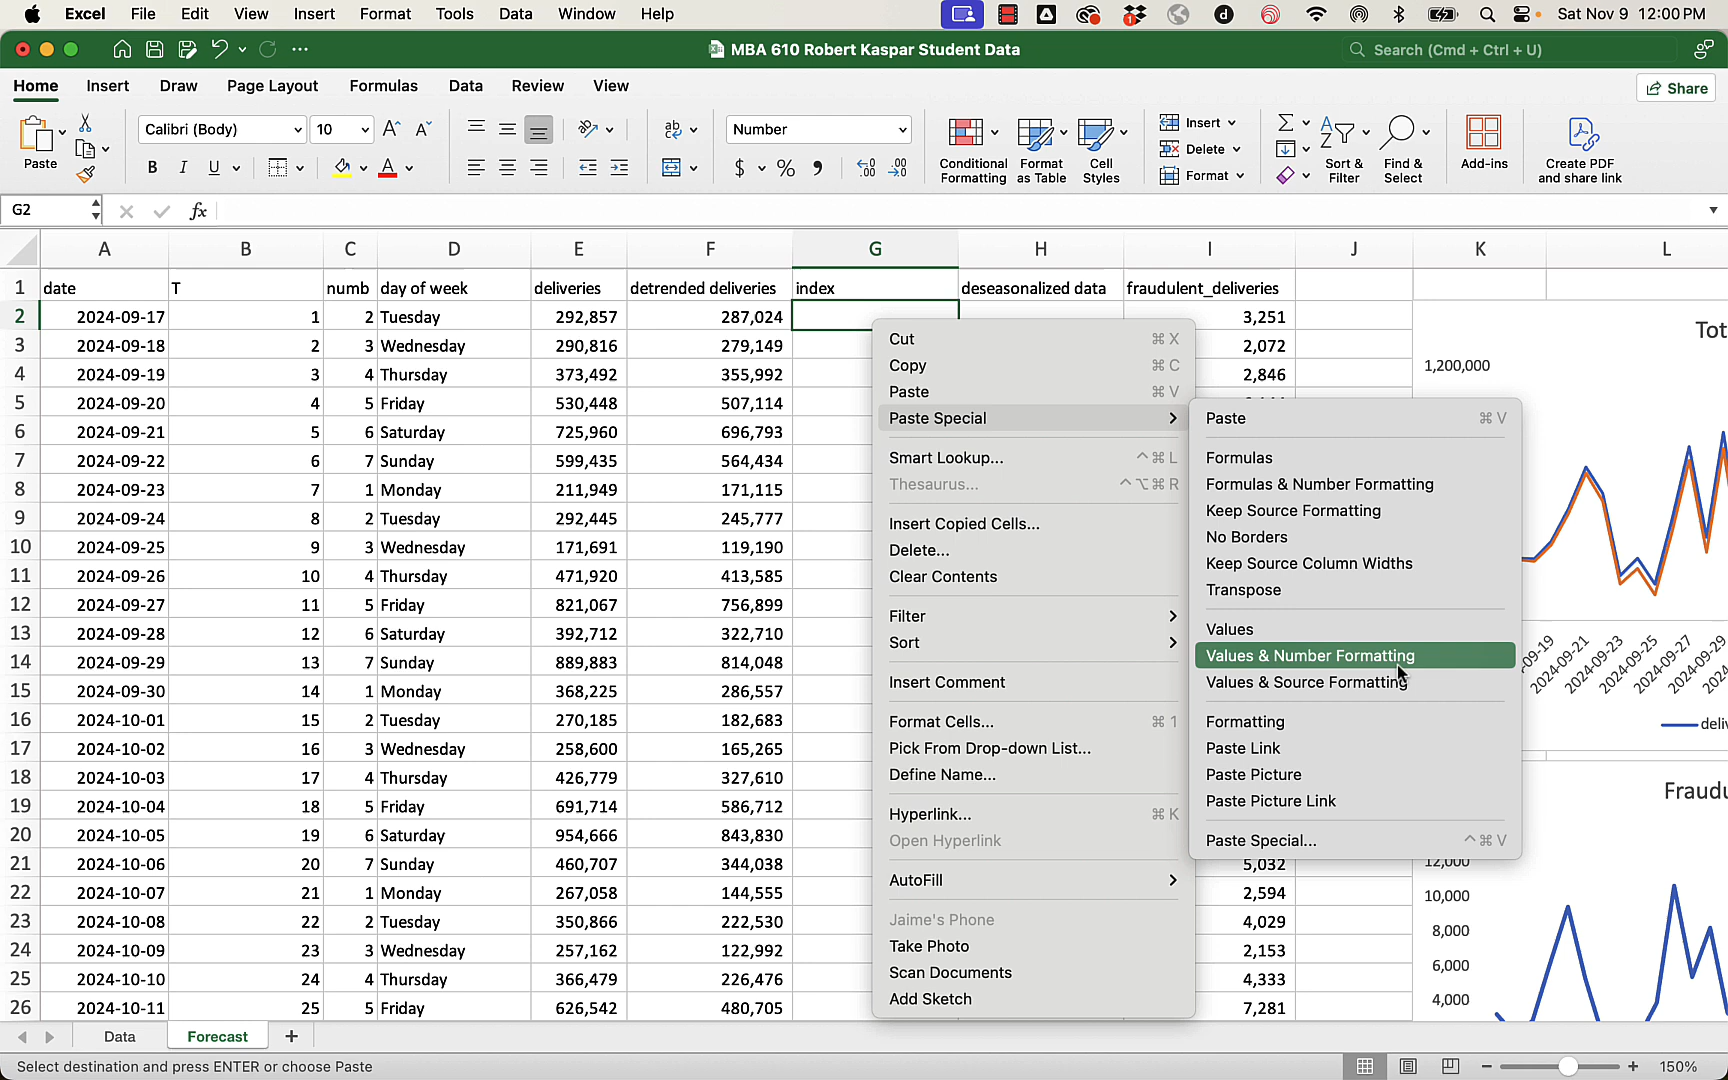 Excel File Edit View Insert Format Tools Data Window Help Sat Nov 9 12:00 PM
MBA 610 Robert Kaspar Student Data
Search (Cmd + Ctrl + U)
Home Insert Draw Page Layout Formulas Data Review View Share
Calibri (Body) 10 Number
Paste
Conditional Formatting
Format as Table
Cell Styles
Insert
Delete
Format
Sort & Filter
Find & Select
Add-ins
Create PDF and share link
G2 fx
A B C D E F G H I J K L
1 date T numb day of week deliveries detrended deliveries index deseasonalized data fraudulent_deliveries
2 2024-09-17 1 2 Tuesday 292,857 287,024 3,251
3 2024-09-18 2 3 Wednesday 290,816 279,149 2,072
4 2024-09-19 3 4 Thursday 373,492 355,992 2,846
5 2024-09-20 4 5 Friday 530,448 507,114
6 2024-09-21 5 6 Saturday 725,960 696,793
7 2024-09-22 6 7 Sunday 599,435 564,434
8 2024-09-23 7 1 Monday 211,949 171,115
9 2024-09-24 8 2 Tuesday 292,445 245,777
10 2024-09-25 9 3 Wednesday 171,691 119,190
11 2024-09-26 10 4 Thursday 471,920 413,585
12 2024-09-27 11 5 Friday 821,067 756,899
13 2024-09-28 12 6 Saturday 392,712 322,710
14 2024-09-29 13 7 Sunday 889,883 814,048
15 2024-09-30 14 1 Monday 368,225 286,557
16 2024-10-01 15 2 Tuesday 270,185 182,683
17 2024-10-02 16 3 Wednesday 258,600 165,265
18 2024-10-03 17 4 Thursday 426,779 327,610
19 2024-10-04 18 5 Friday 691,714 586,712
20 2024-10-05 19 6 Saturday 954,666 843,830
21 2024-10-06 20 7 Sunday 460,707 344,038 5,032
22 2024-10-07 21 1 Monday 267,058 144,555 2,594
23 2024-10-08 22 2 Tuesday 350,866 222,530 4,029
24 2024-10-09 23 3 Wednesday 257,162 122,992 2,153
25 2024-10-10 24 4 Thursday 366,479 226,476 4,333
26 2024-10-11 25 5 Friday 626,542 480,705 7,281
Cut ⌘ X
Copy ⌘ C
Paste ⌘ V
Paste Special
Smart Lookup... ^ ⌘ L
Thesaurus... ^ ⌥ ⌘ R
Insert Copied Cells...
Delete...
Clear Contents
Filter
Sort
Insert Comment
Format Cells... ⌘ 1
Pick From Drop-down List...
Define Name...
Hyperlink... ⌘ K
Open Hyperlink
AutoFill
Jaime's Phone
Take Photo
Scan Documents
Add Sketch
Paste ⌘ V
Formulas
Formulas & Number Formatting
Keep Source Formatting
No Borders
Keep Source Column Widths
Transpose
Values
Values & Number Formatting
Values & Source Formatting
Formatting
Paste Link
Paste Picture
Paste Picture Link
Paste Special... ^ ⌘ V
Tot
1,200,000
09-19 2024-09-21 2024-09-23 2024-09-25 2024-09-27 2024-09-29
deliv
Fraudu
12,000
10,000
8,000
6,000
4,000
Data Forecast
Select destination and press ENTER or choose Paste 150%